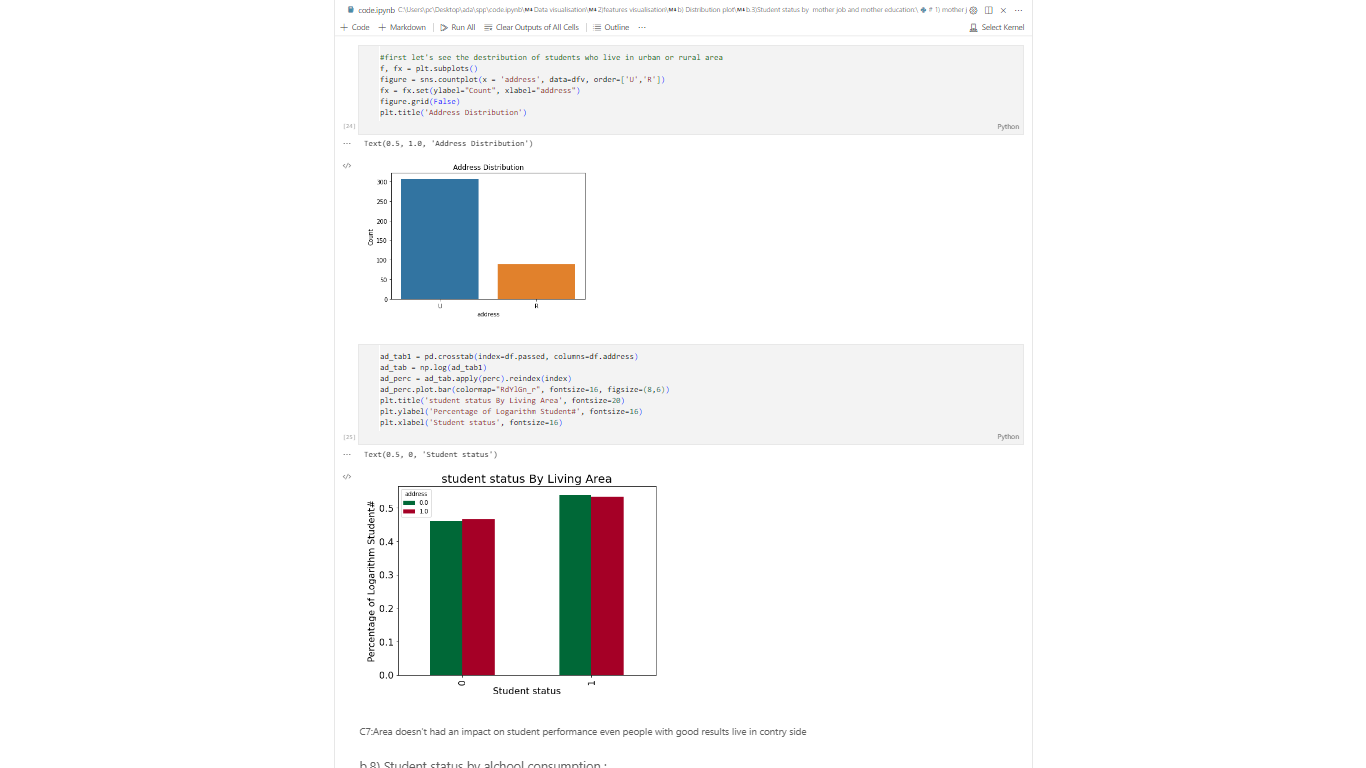 code.ipynb C:\Users\pc\Desktop\ada\spp\code.ipynb\M↓Data visualisation\M↓2)features visualisation\M↓b) Distribution plot\M↓b.3)Student status by mother job and mother education:\ # 1) mother j
+ Code + Markdown Run All Clear Outputs of All Cells Outline ... Select Kernel
#first let's see the destribution of students who live in urban or rural area
f, fx = plt.subplots()
figure = sns.countplot(x = 'address', data=dfv, order=['U','R'])
fx = fx.set(ylabel="Count", xlabel="address")
figure.grid(False)
plt.title('Address Distribution')
[24] Python
... Text(0.5, 1.0, 'Address Distribution')
</>
Address Distribution
300
250
200
150
100
50
0
Count
U R
address
ad_tab1 = pd.crosstab(index=df.passed, columns=df.address)
ad_tab = np.log(ad_tab1)
ad_perc = ad_tab.apply(perc).reindex(index)
ad_perc.plot.bar(colormap="RdYlGn_r", fontsize=16, figsize=(8,6))
plt.title('student status By Living Area', fontsize=20)
plt.ylabel('Percentage of Logarithm Student#', fontsize=16)
plt.xlabel('Student status', fontsize=16)
Python
... Text(0.5, 0, 'Student status')
</>
student status By Living Area
address
0.0
1.0
0.5
0.4
0.3
0.2
0.1
0.0
Percentage of Logarithm Student#
0 1
Student status
C7:Area doesn't had an impact on student performance even people with good results live in contry side
b.8) Student status by alchool consumption :